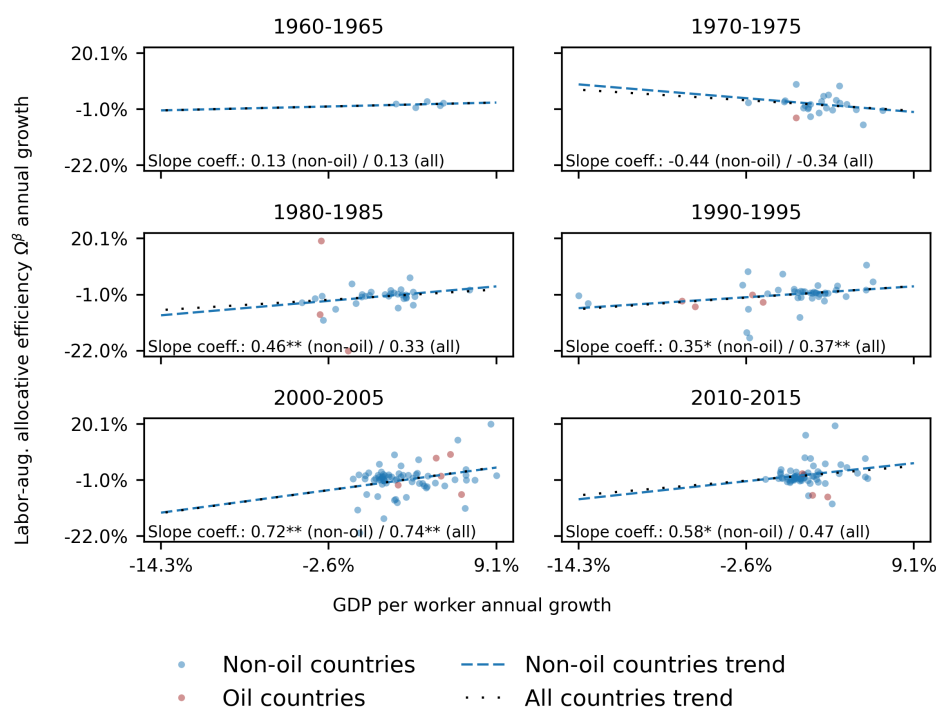 1960-1965
1970-1975
20.1%
-1.0%
-22.0%
Slope coeff.: 0.13 (non-oil) / 0.13 (all)
Slope coeff.: -0.44 (non-oil) / -0.34 (all)
1980-1985
1990-1995
20.1%
-1.0%
-22.0%
Slope coeff.: 0.46** (non-oil) / 0.33 (all)
Slope coeff.: 0.35* (non-oil) / 0.37** (all)
2000-2005
2010-2015
20.1%
-1.0%
-22.0%
Slope coeff.: 0.72** (non-oil) / 0.74** (all)
Slope coeff.: 0.58* (non-oil) / 0.47 (all)
-14.3% -2.6% 9.1%
-14.3% -2.6% 9.1%
Labor-aug. allocative efficiency Ω^β annual growth
GDP per worker annual growth
Non-oil countries
Oil countries
Non-oil countries trend
All countries trend